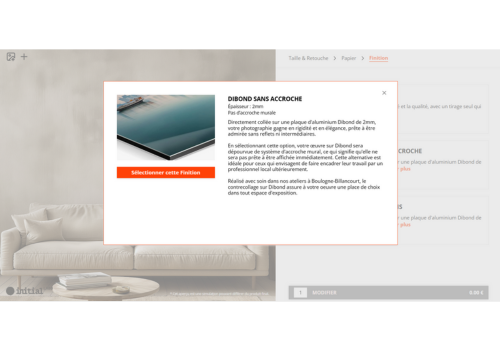 Taille & Retouche > Papier > Finition
×
DIBOND SANS ACCROCHE
Épaisseur : 2mm
Pas d'accroche murale
Directement collée sur une plaque d'aluminium Dibond de 2mm,
votre photographie gagne en rigidité et en élégance, prête à être
admirée sans reflets ni intermédiaires.
En sélectionnant cette option, votre œuvre sur Dibond sera
dépourvue de système d'accroche mural, ce qui signifie qu'elle ne
sera pas prête à être affichée immédiatement. Cette alternative est
idéale pour ceux qui envisagent de faire encadrer leur travail par un
professionnel local ultérieurement.
Réalisé avec soin dans nos ateliers à Boulogne-Billancourt, le
contrecollage sur Dibond assure à votre oeuvre une place de choix
dans tout espace d'exposition.
Sélectionner cette Finition
et la qualité, avec un tirage seul qui
CCROCHE
r une plaque d'aluminium Dibond de
plus
r une plaque d'aluminium Dibond de
plus
initial
1